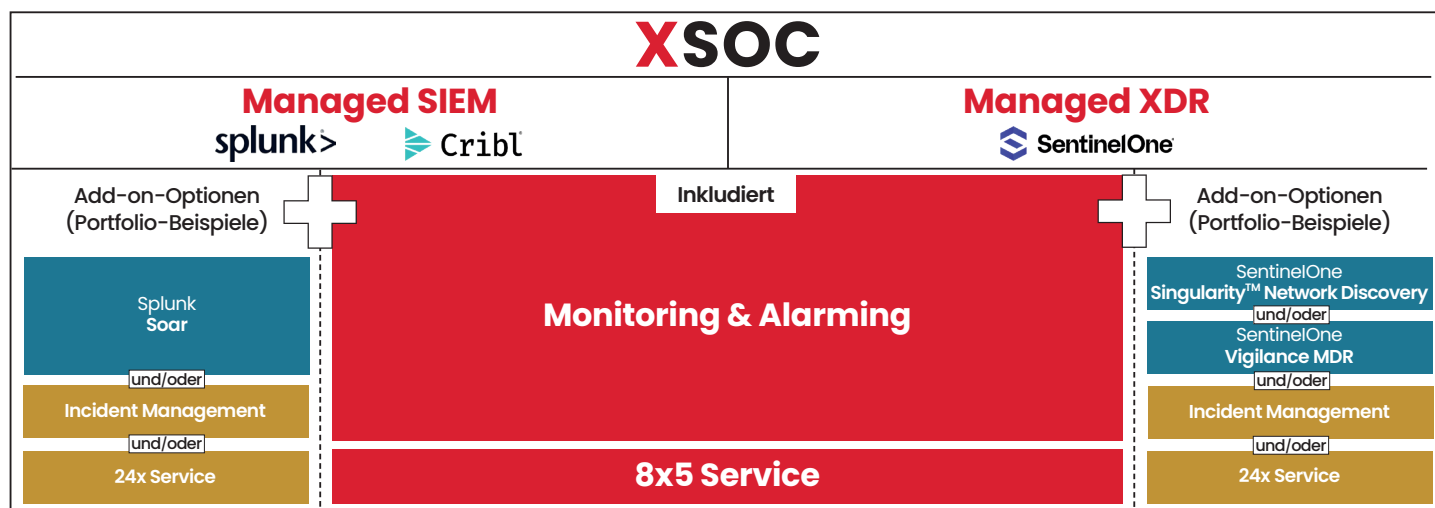 XSOC
Managed SIEM
splunk>
Cribl
Managed XDR
SentinelOne
Add-on-Optionen
(Portfolio-Beispiele)
Splunk
Soar
und/oder
Incident Management
und/oder
24x Service
Inkludiert
Monitoring & Alarming
8x5 Service
Add-on-Optionen
(Portfolio-Beispiele)
SentinelOne
Singularity™ Network Discovery
und/oder
SentinelOne
Vigilance MDR
und/oder
Incident Management
und/oder
24x Service